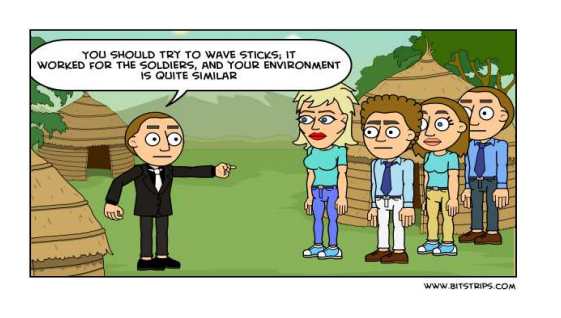 YOU SHOULD TRY TO WAVE STICKS; IT
WORKED FOR THE SOLDIERS, AND YOUR ENVIRONMENT
IS QUITE SIMILAR
WWW.BITSTRIPS.COM